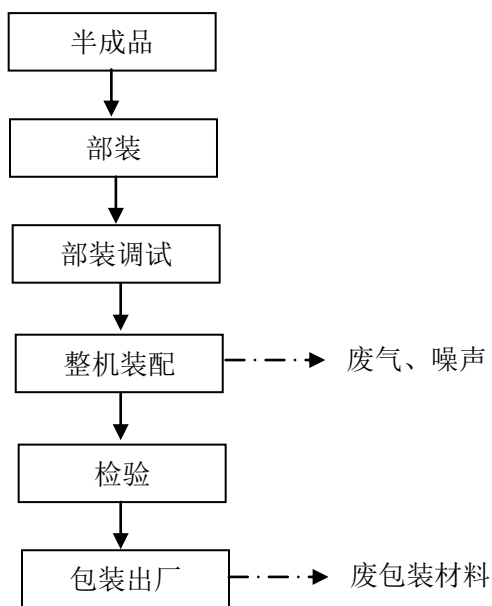 半成品
部装
部装调试
整机装配
废气、噪声
检验
包装出厂
废包装材料